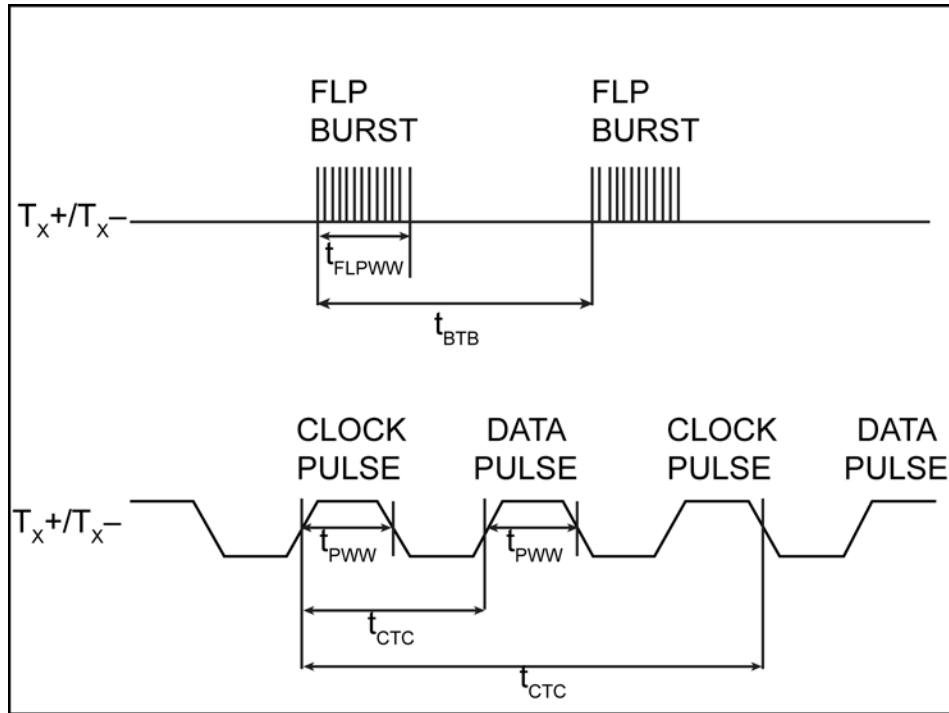 FLP BURST
FLP BURST
Tx+/Tx–
tFLPWW
tBTB
CLOCK PULSE
DATA PULSE
CLOCK PULSE
DATA PULSE
Tx+/Tx–
tPWW
tPWW
tCTC
tCTC